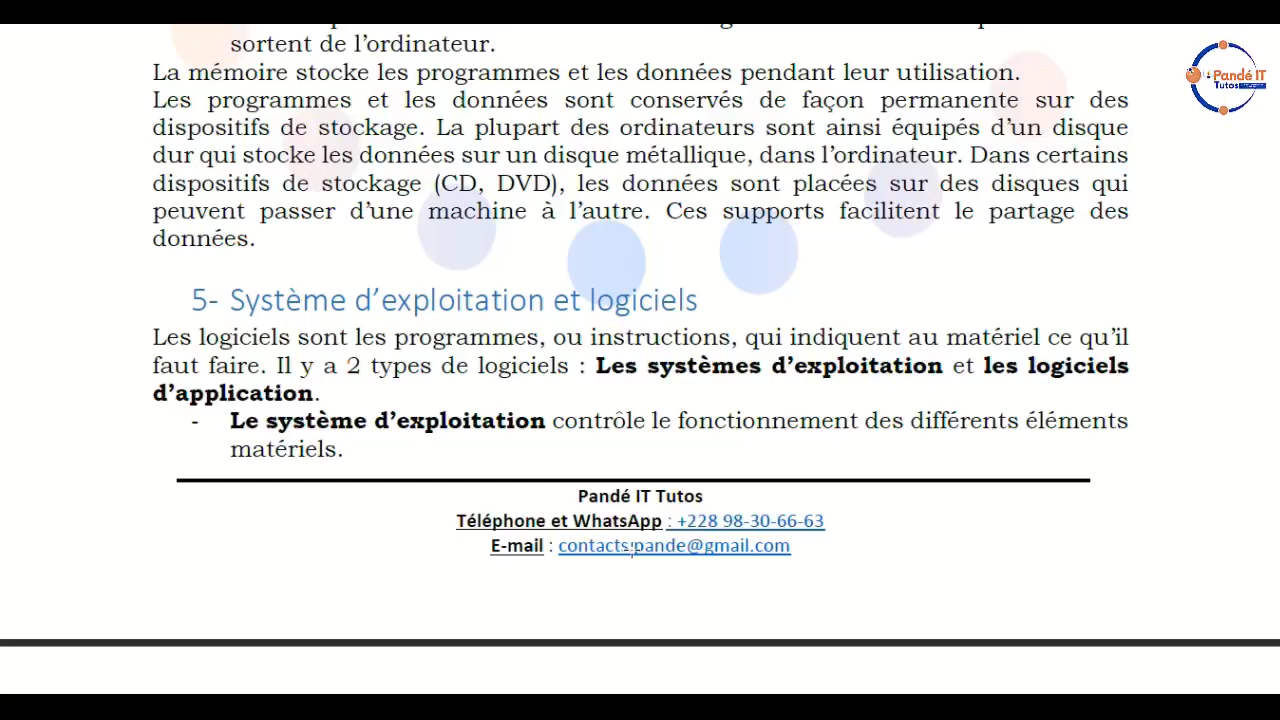 sortent de l’ordinateur.
La mémoire stocke les programmes et les données pendant leur utilisation.
Les programmes et les données sont conservés de façon permanente sur des
dispositifs de stockage. La plupart des ordinateurs sont ainsi équipés d’un disque
dur qui stocke les données sur un disque métallique, dans l’ordinateur. Dans certains
dispositifs de stockage (CD, DVD), les données sont placées sur des disques qui
peuvent passer d’une machine à l’autre. Ces supports facilitent le partage des
données.
5- Système d’exploitation et logiciels
Les logiciels sont les programmes, ou instructions, qui indiquent au matériel ce qu’il
faut faire. Il y a 2 types de logiciels : Les systèmes d’exploitation et les logiciels
d’application.
- Le système d’exploitation contrôle le fonctionnement des différents éléments
matériels.
Pandé IT Tutos
Téléphone et WhatsApp : +228 98-30-66-63
E-mail : contacts.pande@gmail.com
Pandé IT
Tutos